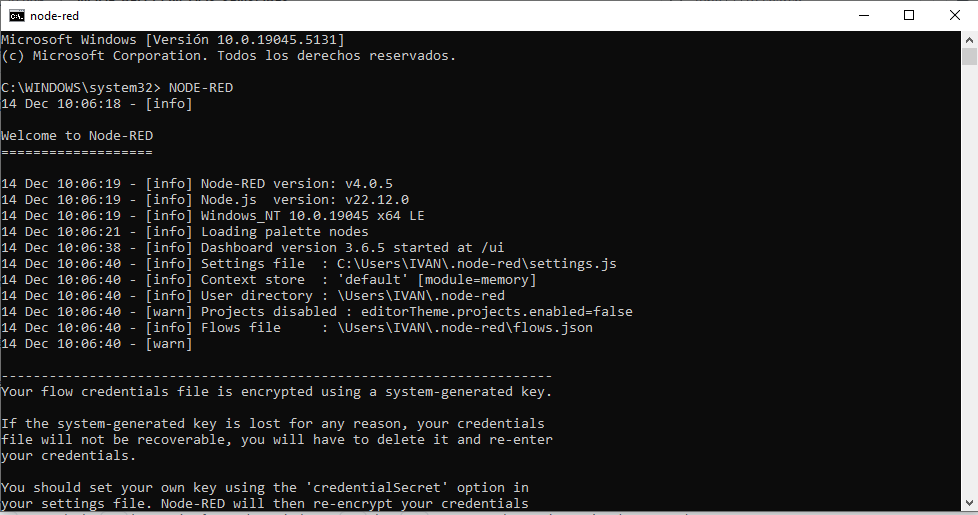 node-red
Microsoft Windows [Versión 10.0.19045.5131]
(c) Microsoft Corporation. Todos los derechos reservados.
C:\WINDOWS\system32> NODE-RED
14 Dec 10:06:18 - [info]
Welcome to Node-RED
===================
14 Dec 10:06:19 - [info] Node-RED version: v4.0.5
14 Dec 10:06:19 - [info] Node.js  version: v22.12.0
14 Dec 10:06:19 - [info] Windows_NT 10.0.19045 x64 LE
14 Dec 10:06:21 - [info] Loading palette nodes
14 Dec 10:06:38 - [info] Dashboard version 3.6.5 started at /ui
14 Dec 10:06:40 - [info] Settings file  : C:\Users\IVAN\.node-red\settings.js
14 Dec 10:06:40 - [info] Context store  : 'default' [module=memory]
14 Dec 10:06:40 - [info] User directory : \Users\IVAN\.node-red
14 Dec 10:06:40 - [warn] Projects disabled : editorTheme.projects.enabled=false
14 Dec 10:06:40 - [info] Flows file     : \Users\IVAN\.node-red\flows.json
14 Dec 10:06:40 - [warn]
---------------------------------------------------------------------
Your flow credentials file is encrypted using a system-generated key.
If the system-generated key is lost for any reason, your credentials
file will not be recoverable, you will have to delete it and re-enter
your credentials.
You should set your own key using the 'credentialSecret' option in
your settings file. Node-RED will then re-encrypt your credentials